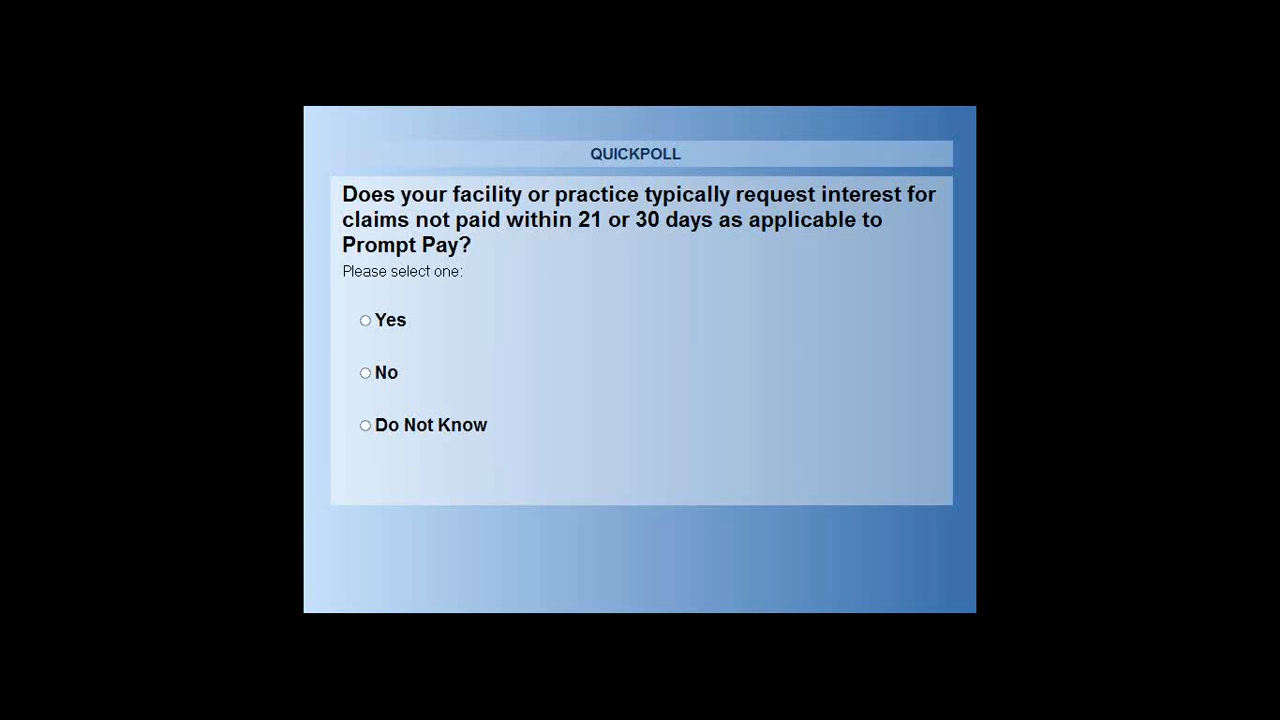 QUICKPOLL
Does your facility or practice typically request interest for
claims not paid within 21 or 30 days as applicable to
Prompt Pay?
Please select one:
Yes
No
Do Not Know